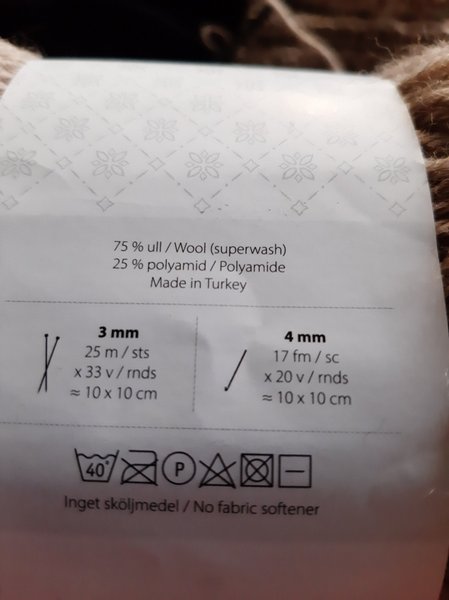 75 % ull / Wool (superwash)
25 % polyamid / Polyamide
Made in Turkey
3 mm
25 m / sts
x 33 v / rnds
≈ 10 x 10 cm
4 mm
17 fm / sc
x 20 v / rnds
≈ 10 x 10 cm
40° P
Inget sköljmedel / No fabric softener